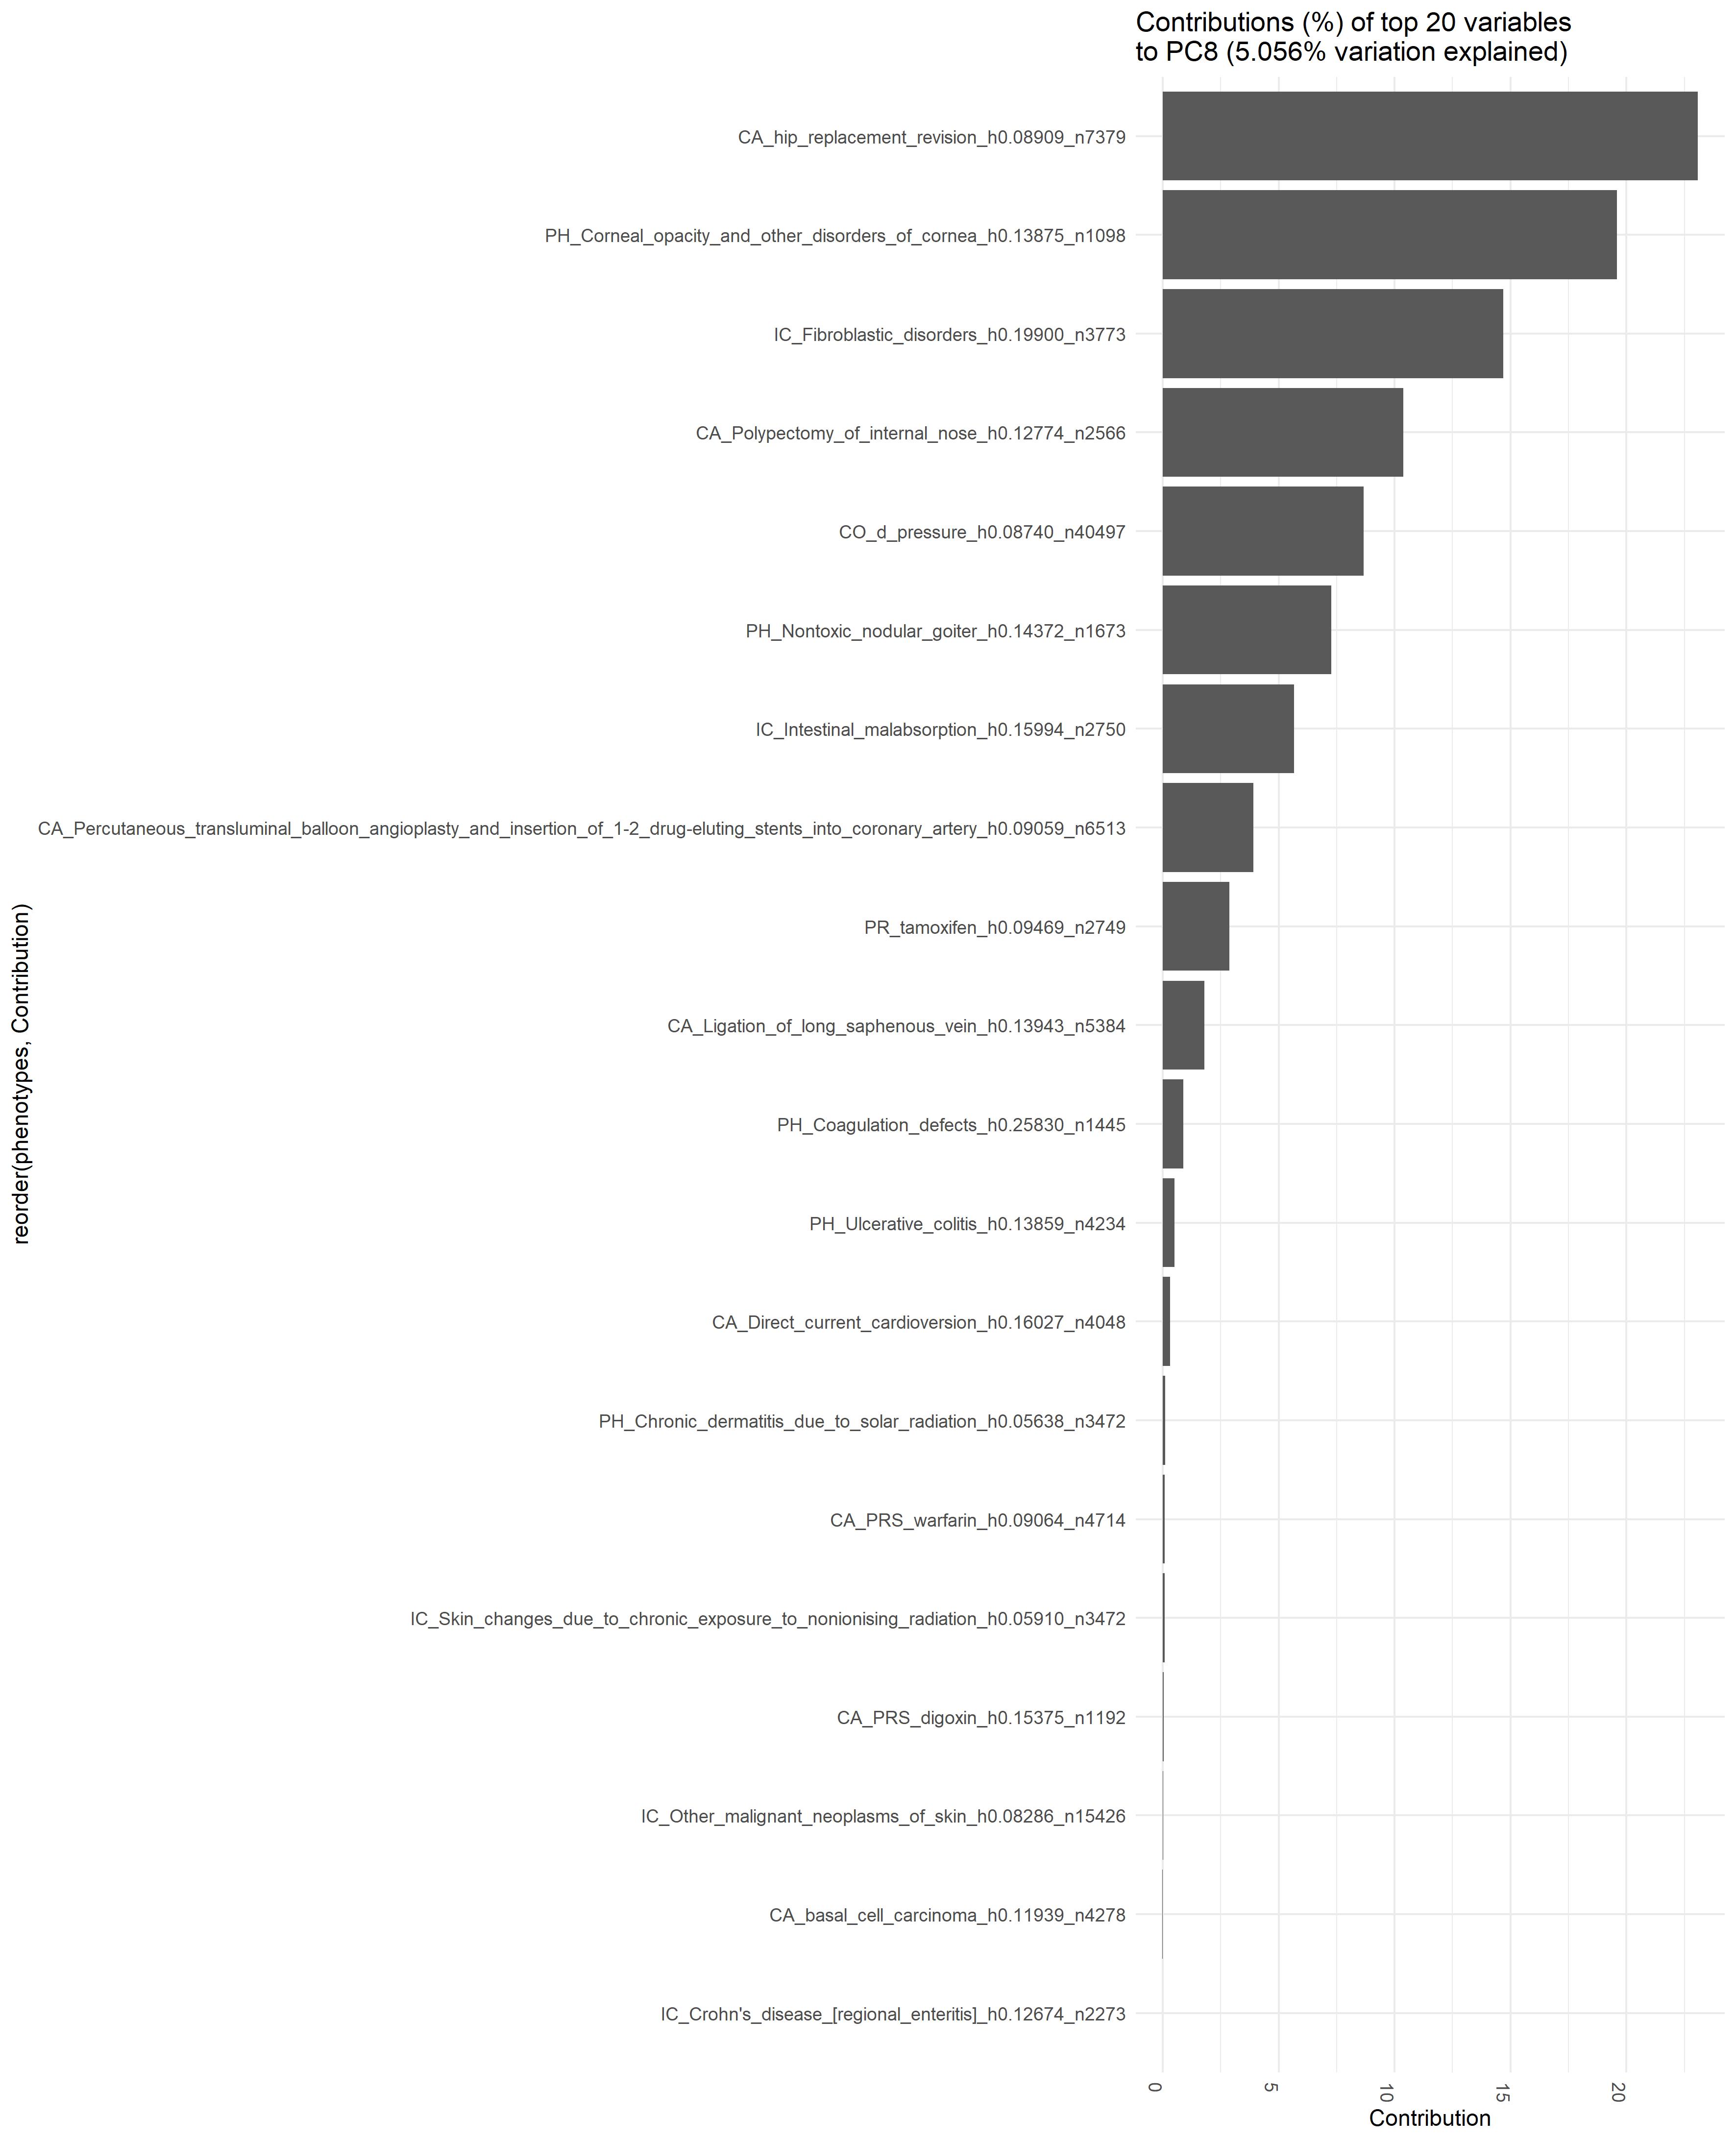 Contributions (%) of top 20 variables
to PC8 (5.056% variation explained)
CA_hip_replacement_revision_h0.08909_n7379
PH_Corneal_opacity_and_other_disorders_of_cornea_h0.13875_n1098
IC_Fibroblastic_disorders_h0.19900_n3773
CA_Polypectomy_of_internal_nose_h0.12774_n2566
CO_d_pressure_h0.08740_n40497
PH_Nontoxic_nodular_goiter_h0.14372_n1673
IC_Intestinal_malabsorption_h0.15994_n2750
CA_Percutaneous_transluminal_balloon_angioplasty_and_insertion_of_1-2_drug-eluting_stents_into_coronary_artery_h0.09059_n6513
PR_tamoxifen_h0.09469_n2749
CA_Ligation_of_long_saphenous_vein_h0.13943_n5384
PH_Coagulation_defects_h0.25830_n1445
PH_Ulcerative_colitis_h0.13859_n4234
CA_Direct_current_cardioversion_h0.16027_n4048
PH_Chronic_dermatitis_due_to_solar_radiation_h0.05638_n3472
CA_PRS_warfarin_h0.09064_n4714
IC_Skin_changes_due_to_chronic_exposure_to_nonionising_radiation_h0.05910_n3472
CA_PRS_digoxin_h0.15375_n1192
IC_Other_malignant_neoplasms_of_skin_h0.08286_n15426
CA_basal_cell_carcinoma_h0.11939_n4278
IC_Crohn's_disease_[regional_enteritis]_h0.12674_n2273
reorder(phenotypes, Contribution)
0
5
10
15
20
Contribution